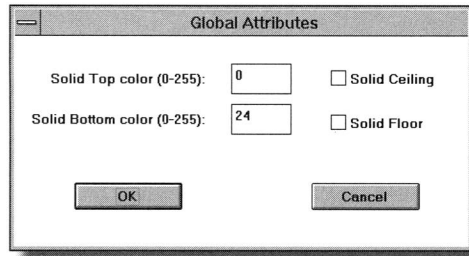 Global Attributes
Solid Top color (0-255): 0 Solid Ceiling
Solid Bottom color (0-255): 24 Solid Floor
OK Cancel